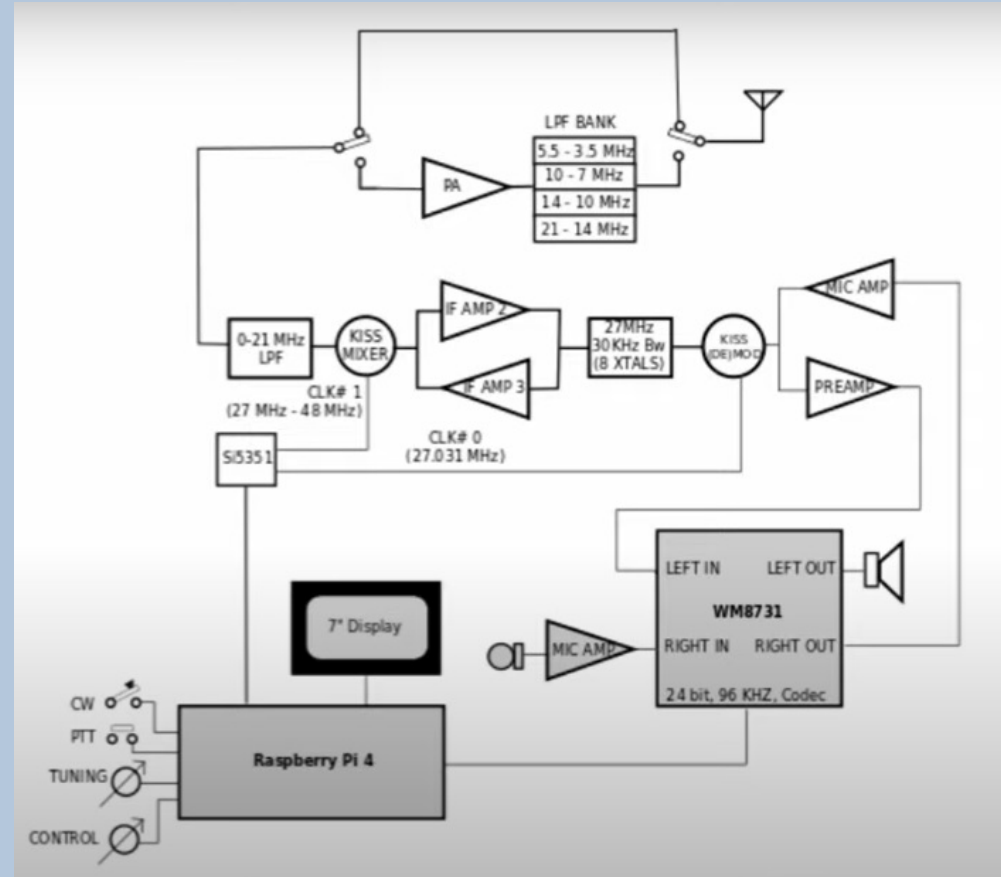 LPF BANK
5.5 - 3.5 MHz
10 - 7 MHz
14 - 10 MHz
21 - 14 MHz
PA
MIC AMP
IF AMP 2
0-21 MHz
LPF
KISS
MIXER
27MHz
30KHz Bw
(8 XTALS)
KISS
(DE)MOD
IF AMP 3
PREAMP
CLK# 1
(27 MHz - 48 MHz)
CLK# 0
(27.031 MHz)
Si5351
LEFT IN
LEFT OUT
WM8731
7" Display
MIC AMP
RIGHT IN
RIGHT OUT
24 bit, 96 KHZ, Codec
CW
PTT
Raspberry Pi 4
TUNING
CONTROL